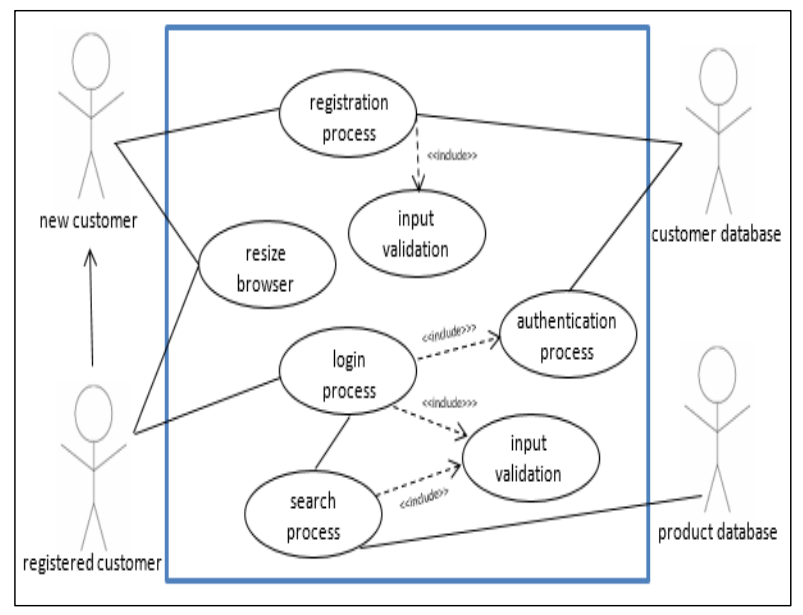 registration
process
<<include>>
new customer
input
validation
customer database
resize
browser
authentication
process
<<include>>>
login
process
<<include>>>
input
validation
search
process
<<include>>
product database
registered customer